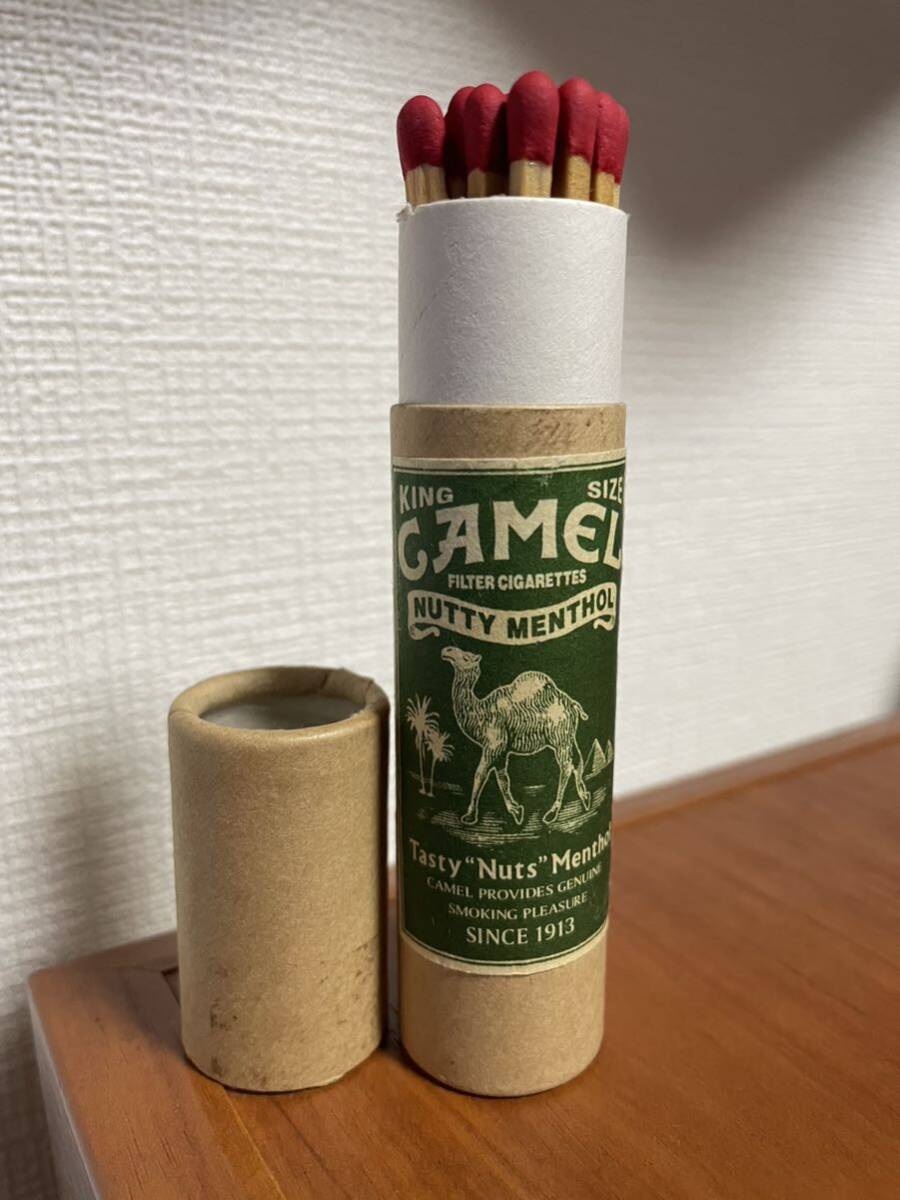 KING SIZE
CAMEL
FILTER CIGARETTES
NUTTY MENTHOL
Tasty "Nuts" Menthol
CAMEL PROVIDES GENUINE
SMOKING PLEASURE
SINCE 1913